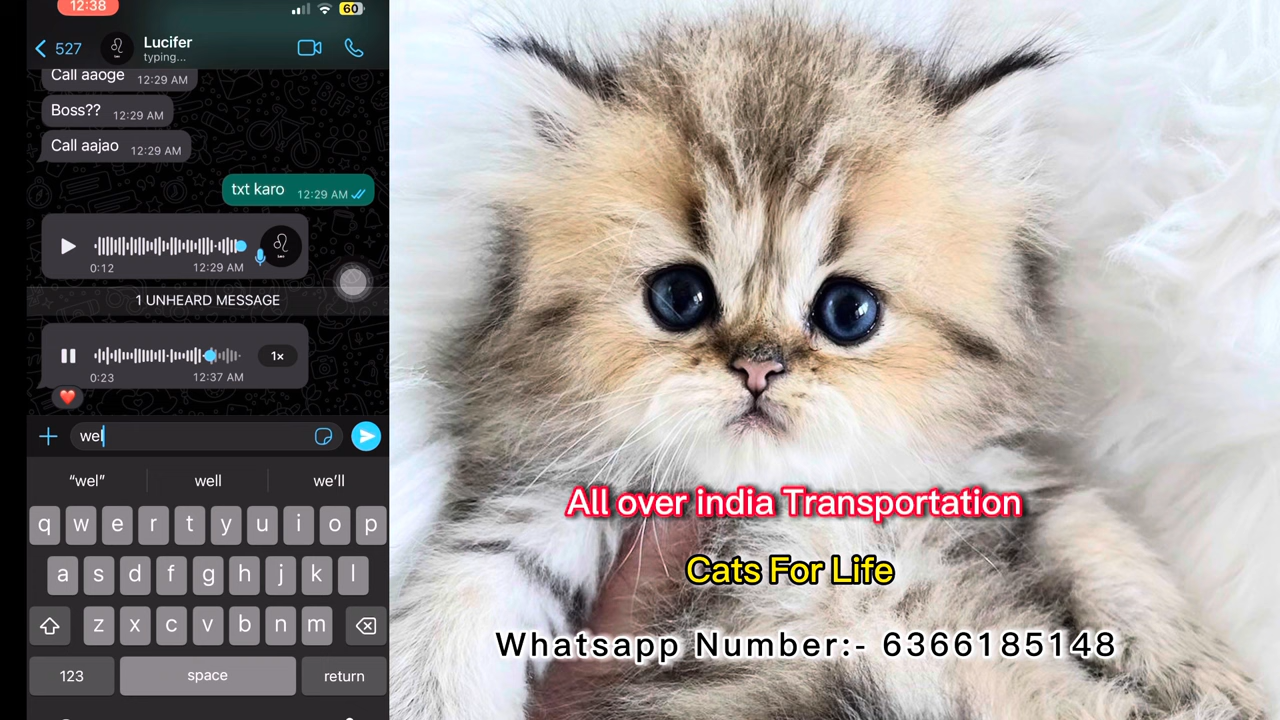 12:38
60
527
Lucifer
typing...
Call aaoge 12:29 AM
Boss?? 12:29 AM
Call aajao 12:29 AM
txt karo 12:29 AM
0:12 12:29 AM
1 UNHEARD MESSAGE
1×
0:23 12:37 AM
wel
“wel” well we’ll
q w e r t y u i o p
a s d f g h j k l
z x c v b n m
123 space return
All over india Transportation
Cats For Life
Whatsapp Number:- 6366185148